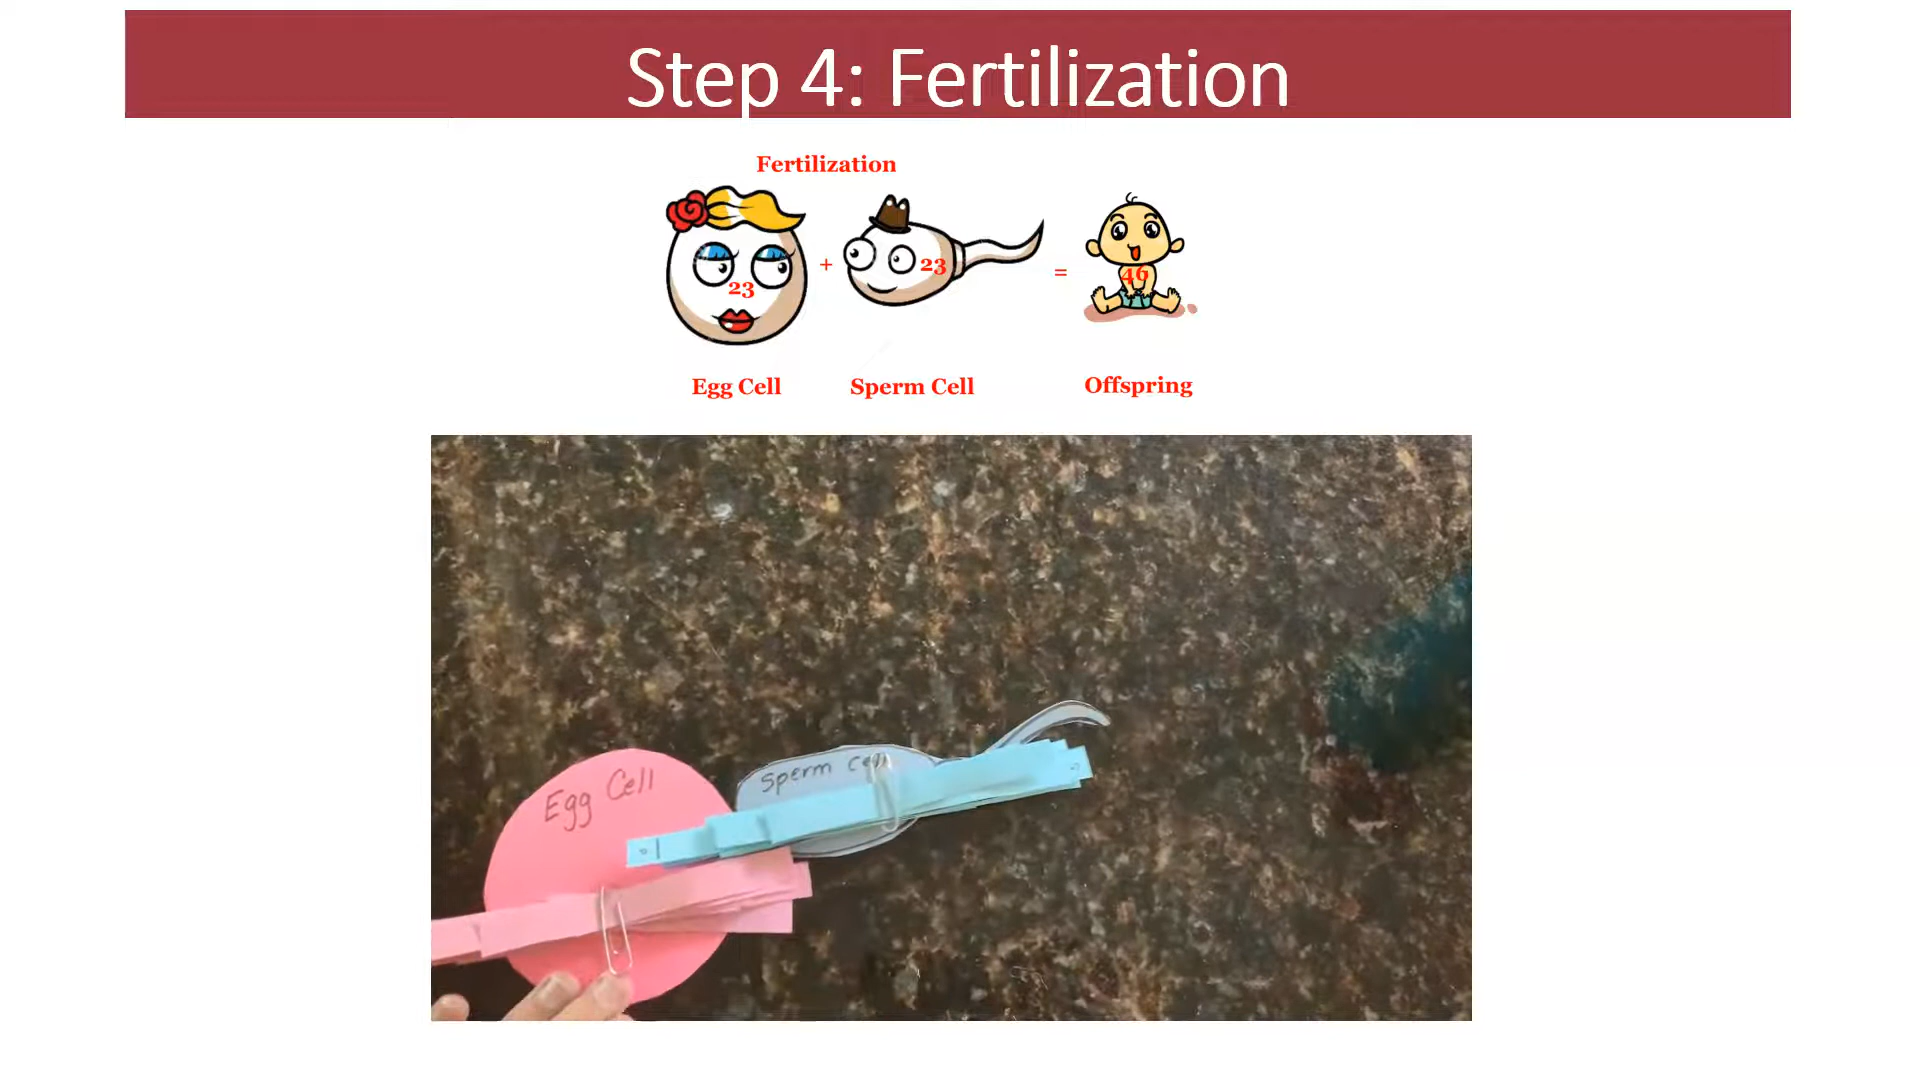 Step 4: Fertilization
Fertilization
23
+
23
=
46
Egg Cell
Sperm Cell
Offspring
Egg Cell
Sperm cell